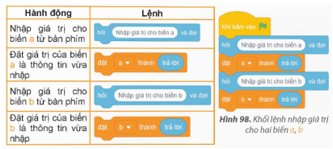 Hành động Lệnh
Nhập giá trị cho
biến a từ bàn phím
hỏi Nhập giá trị cho biến a và đợi
Đặt giá trị của biến
a là thông tin vừa
nhập
đặt a thành trả lời
Nhập giá trị cho
biến b từ bàn phím
hỏi Nhập giá trị cho biến b và đợi
Đặt giá trị của biến
b là thông tin vừa
nhập
đặt b thành trả lời
Khi bấm vào
hỏi Nhập giá trị cho biến a và đợi
đặt a thành trả lời
hỏi Nhập giá trị cho biến b và đợi
đặt b thành trả lời
Hình 98. Khối lệnh nhập giá trị
cho hai biến a, b